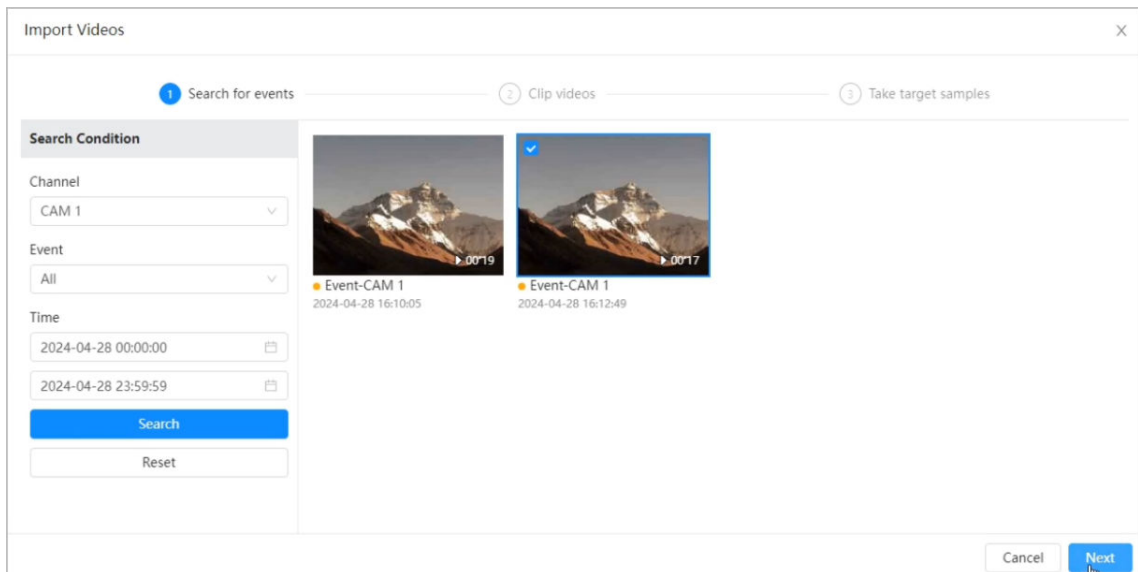 Import Videos
1 Search for events
2 Clip videos
3 Take target samples
Search Condition
Channel
CAM 1
Event
All
Time
2024-04-28 00:00:00
2024-04-28 23:59:59
Search
Reset
00:19
Event-CAM 1
2024-04-28 16:10:05
00:17
Event-CAM 1
2024-04-28 16:12:49
Cancel
Next